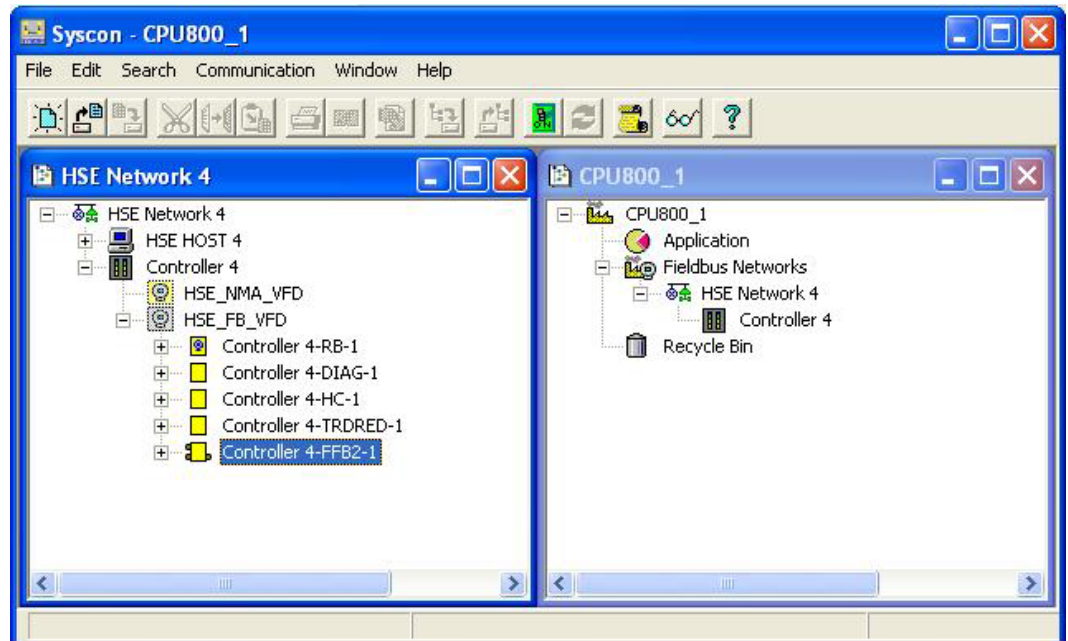 Syscon - CPU800_1
File Edit Search Communication Window Help
HSE Network 4
HSE Network 4
HSE HOST 4
Controller 4
HSE_NMA_VFD
HSE_FB_VFD
Controller 4-RB-1
Controller 4-DIAG-1
Controller 4-HC-1
Controller 4-TRDRED-1
Controller 4-FFB2-1
CPU800_1
CPU800_1
Application
Fieldbus Networks
HSE Network 4
Controller 4
Recycle Bin